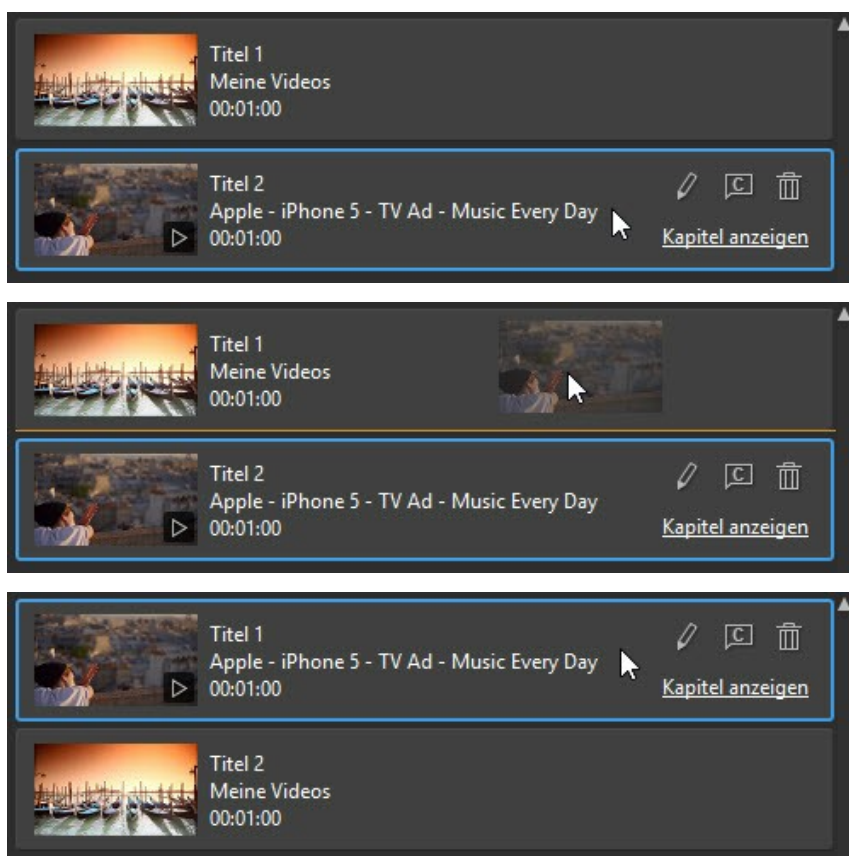 Titel 1
Meine Videos
00:01:00
Titel 2
Apple - iPhone 5 - TV Ad - Music Every Day
00:01:00
C
Kapitel anzeigen
Titel 1
Meine Videos
00:01:00
Titel 2
Apple - iPhone 5 - TV Ad - Music Every Day
00:01:00
C
Kapitel anzeigen
Titel 1
Apple - iPhone 5 - TV Ad - Music Every Day
00:01:00
C
Kapitel anzeigen
Titel 2
Meine Videos
00:01:00